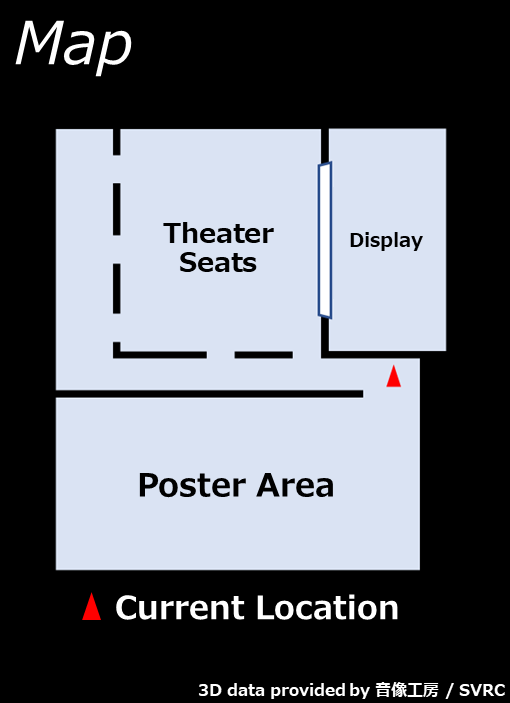 Map
Theater
Seats
Display
Poster Area
Current Location
3D data provided by 音像工房 / SVRC